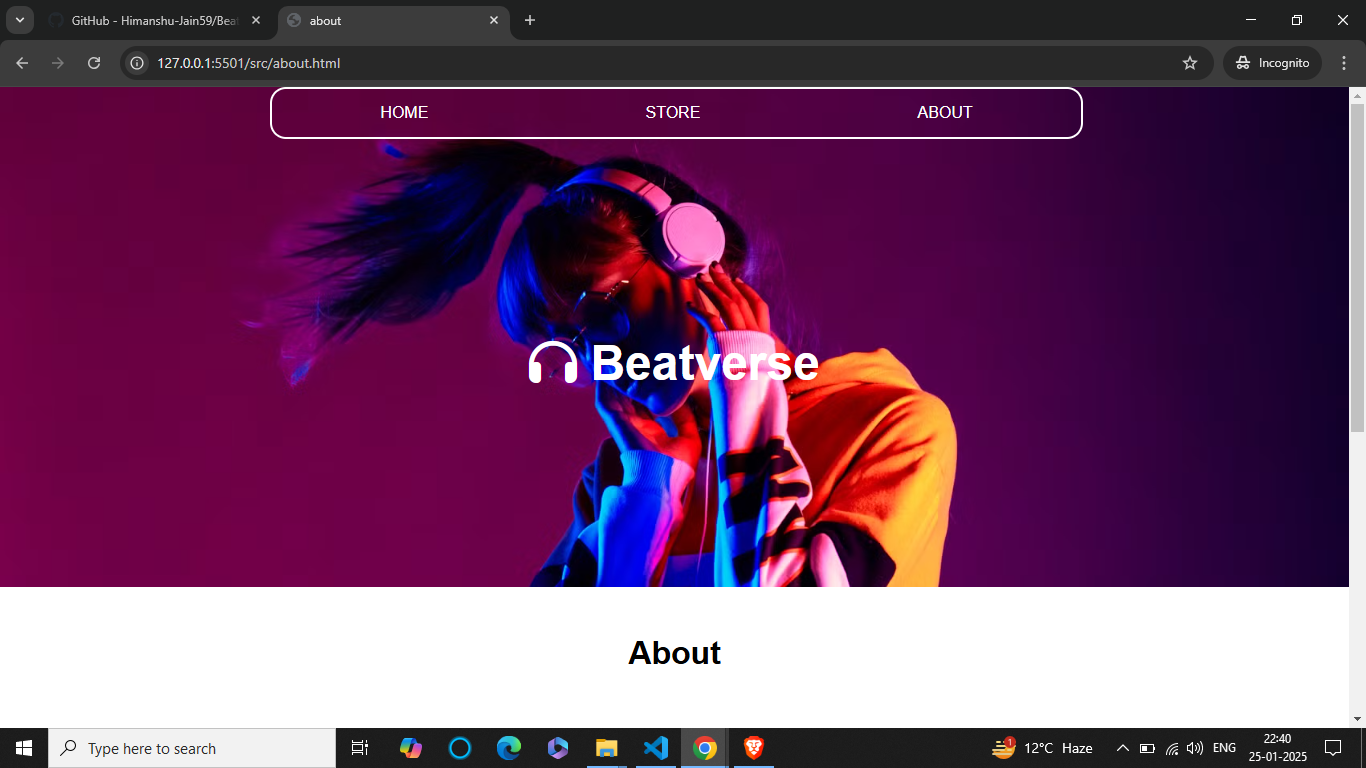 GitHub - Himanshu-Jain59/Beat
about
127.0.0.1:5501/src/about.html
Incognito
HOME
STORE
ABOUT
Beatverse
About
Type here to search
1
12°C Haze
ENG
22:40
25-01-2025